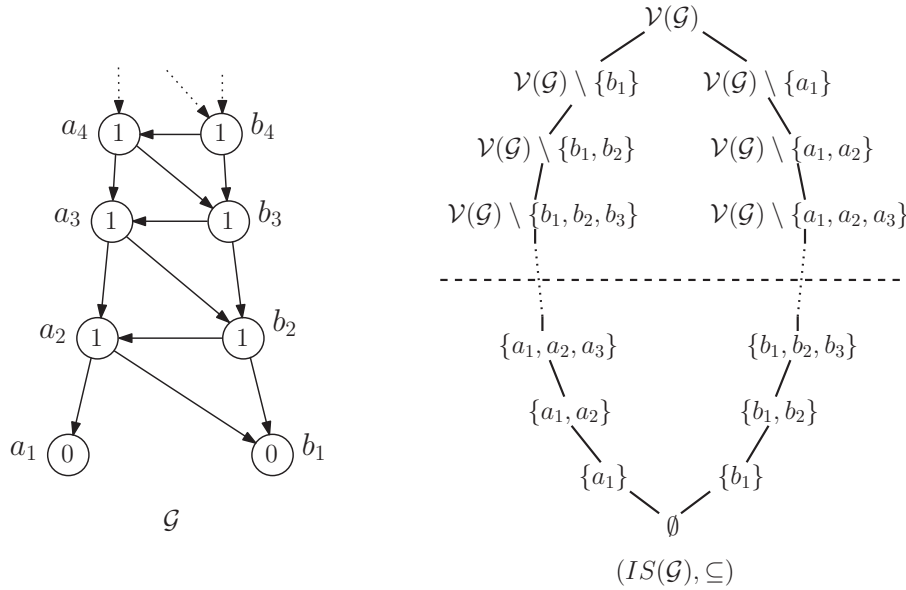 a₄ 1 1 b₄
a₃ 1 1 b₃
a₂ 1 1 b₂
a₁ 0 0 b₁
𝒢
𝒱(𝒢)
𝒱(𝒢) \ {b₁} 𝒱(𝒢) \ {a₁}
𝒱(𝒢) \ {b₁, b₂} 𝒱(𝒢) \ {a₁, a₂}
𝒱(𝒢) \ {b₁, b₂, b₃} 𝒱(𝒢) \ {a₁, a₂, a₃}
{a₁, a₂, a₃} {b₁, b₂, b₃}
{a₁, a₂} {b₁, b₂}
{a₁} {b₁}
∅
(IS(𝒢), ⊆)